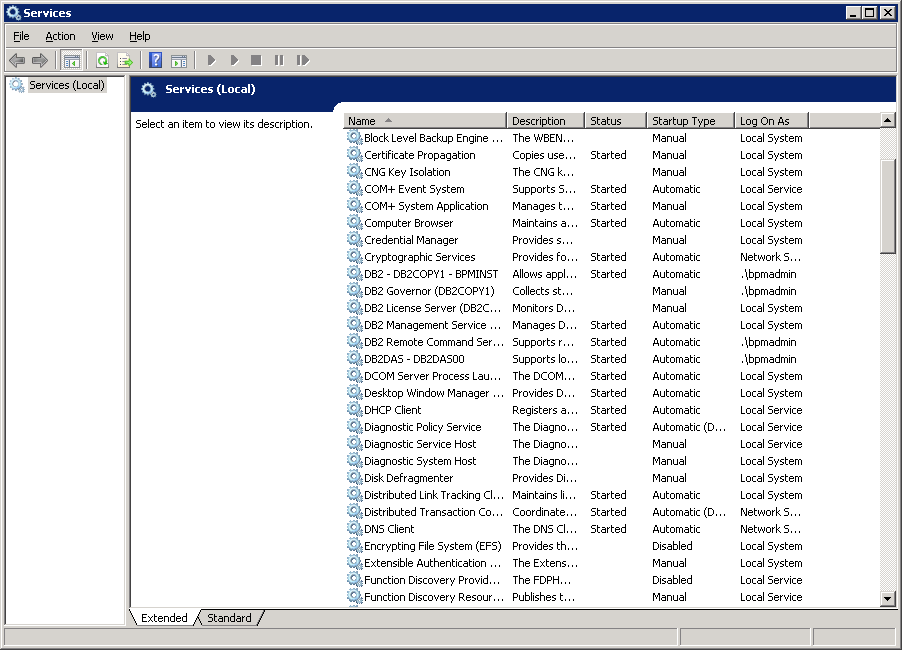 Services
File Action View Help
Services (Local)
Services (Local)
Select an item to view its description.
Name Description Status Startup Type Log On As
Block Level Backup Engine ... The WBEN... Manual Local System
Certificate Propagation Copies use... Started Manual Local System
CNG Key Isolation The CNG k... Manual Local System
COM+ Event System Supports S... Started Automatic Local Service
COM+ System Application Manages t... Started Manual Local System
Computer Browser Maintains a... Started Automatic Local System
Credential Manager Provides s... Manual Local System
Cryptographic Services Provides fo... Started Automatic Network S...
DB2 - DB2COPY1 - BPMINST Allows appl... Started Automatic .\bpmadmin
DB2 Governor (DB2COPY1) Collects st... Manual .\bpmadmin
DB2 License Server (DB2C... Monitors D... Manual Local System
DB2 Management Service ... Manages D... Started Automatic Local System
DB2 Remote Command Ser... Supports r... Started Automatic .\bpmadmin
DB2DAS - DB2DAS00 Supports lo... Started Automatic .\bpmadmin
DCOM Server Process Lau... The DCOM... Started Automatic Local System
Desktop Window Manager ... Provides D... Started Automatic Local System
DHCP Client Registers a... Started Automatic Local Service
Diagnostic Policy Service The Diagno... Started Automatic (D... Local Service
Diagnostic Service Host The Diagno... Manual Local Service
Diagnostic System Host The Diagno... Manual Local System
Disk Defragmenter Provides Di... Manual Local System
Distributed Link Tracking Cl... Maintains li... Started Automatic Local System
Distributed Transaction Co... Coordinate... Started Automatic (D... Network S...
DNS Client The DNS Cl... Started Automatic Network S...
Encrypting File System (EFS) Provides th... Disabled Local System
Extensible Authentication ... The Extens... Manual Local System
Function Discovery Provid... The FDPH... Disabled Local Service
Function Discovery Resour... Publishes t... Manual Local Service
Extended Standard